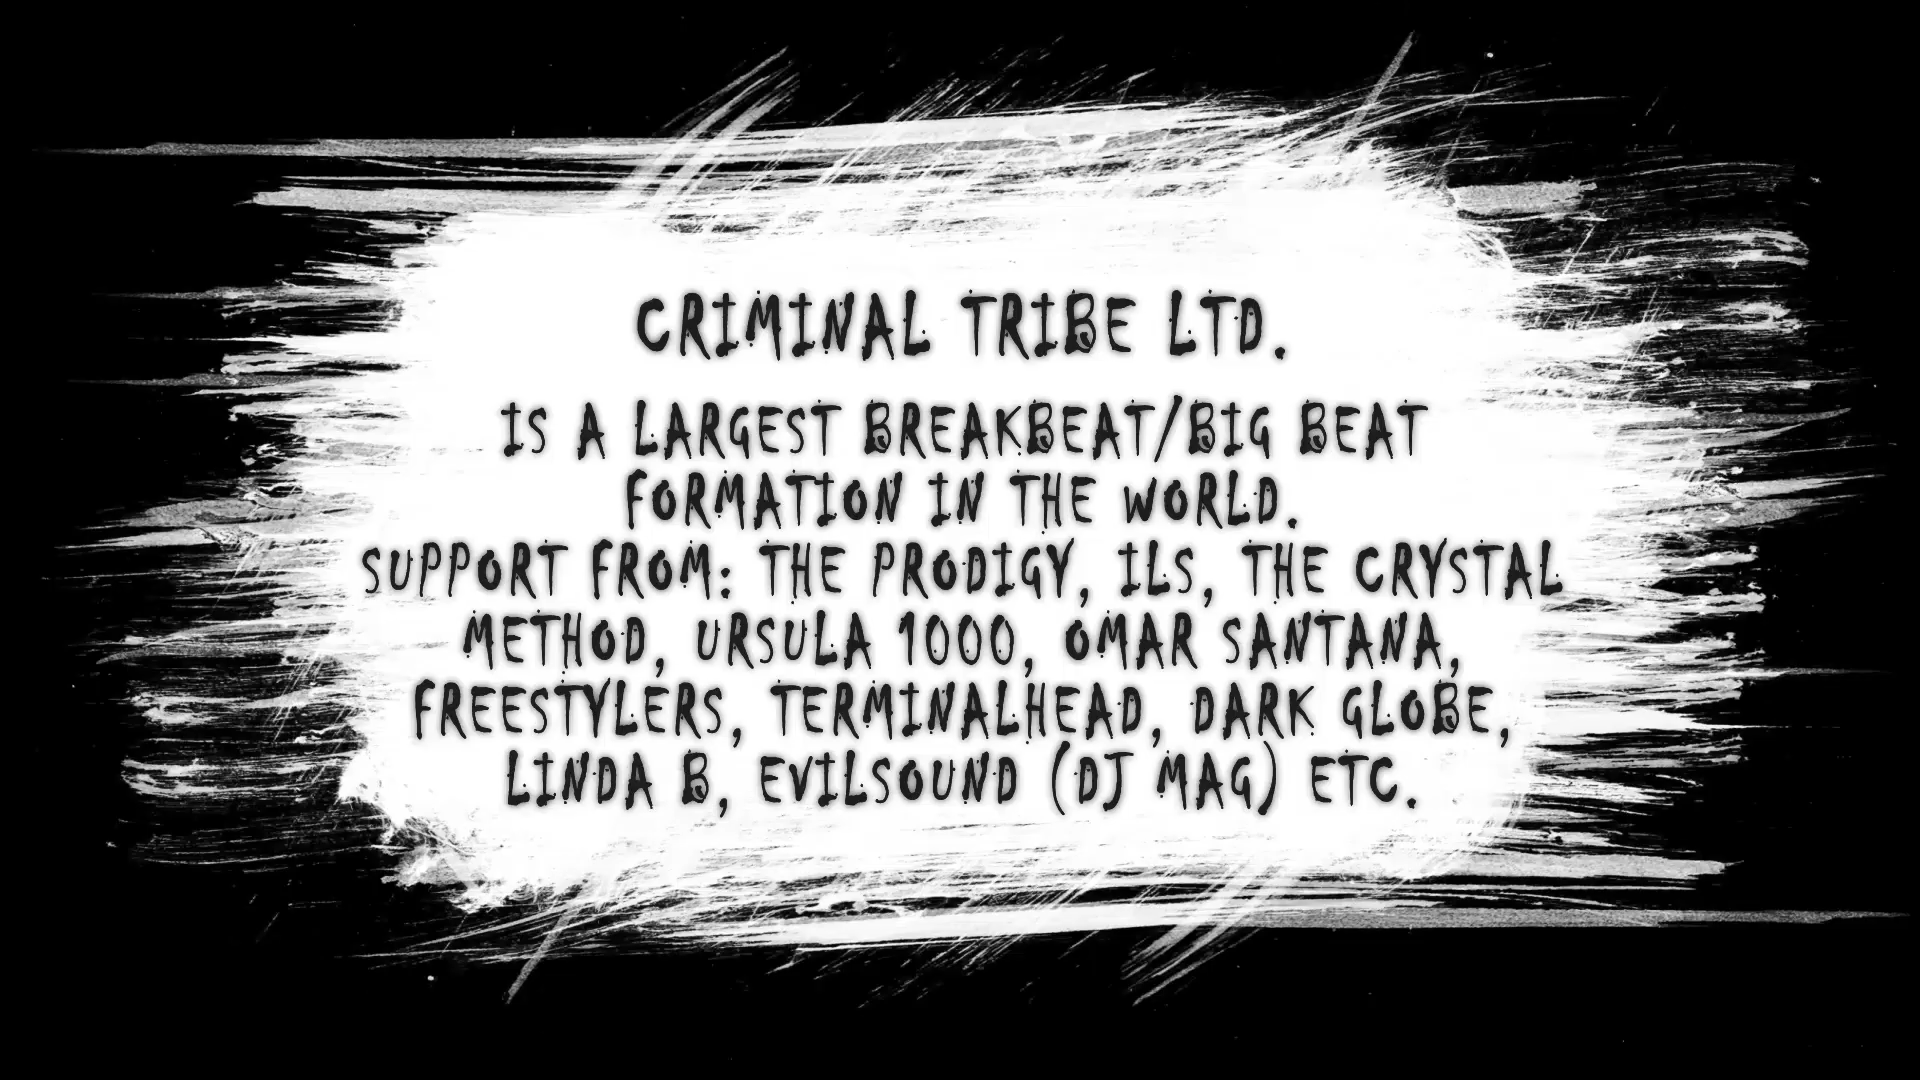 CRIMINAL TRIBE LTD.
IS A LARGEST BREAKBEAT/BIG BEAT
FORMATION IN THE WORLD.
SUPPORT FROM: THE PRODIGY, ILS, THE CRYSTAL
METHOD, URSULA 1000, OMAR SANTANA,
FREESTYLERS, TERMINALHEAD, DARK GLOBE,
LINDA B, EVILSOUND (DJ MAG) ETC.